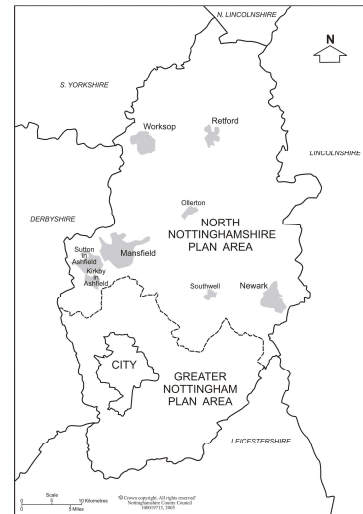 N. LINCOLNSHIRE
N
S. YORKSHIRE
Worksop
Retford
LINCOLNSHIRE
Ollerton
DERBYSHIRE
NORTH
NOTTINGHAMSHIRE
PLAN AREA
Sutton
in
Ashfield
Mansfield
Kirkby
in
Ashfield
Southwell
Newark
CITY
GREATER
NOTTINGHAM
PLAN AREA
LEICESTERSHIRE
Scale
0 5 10 Kilometres
0 5 Miles
© Crown copyright. All rights reserved
Nottinghamshire County Council
100019713, 2005